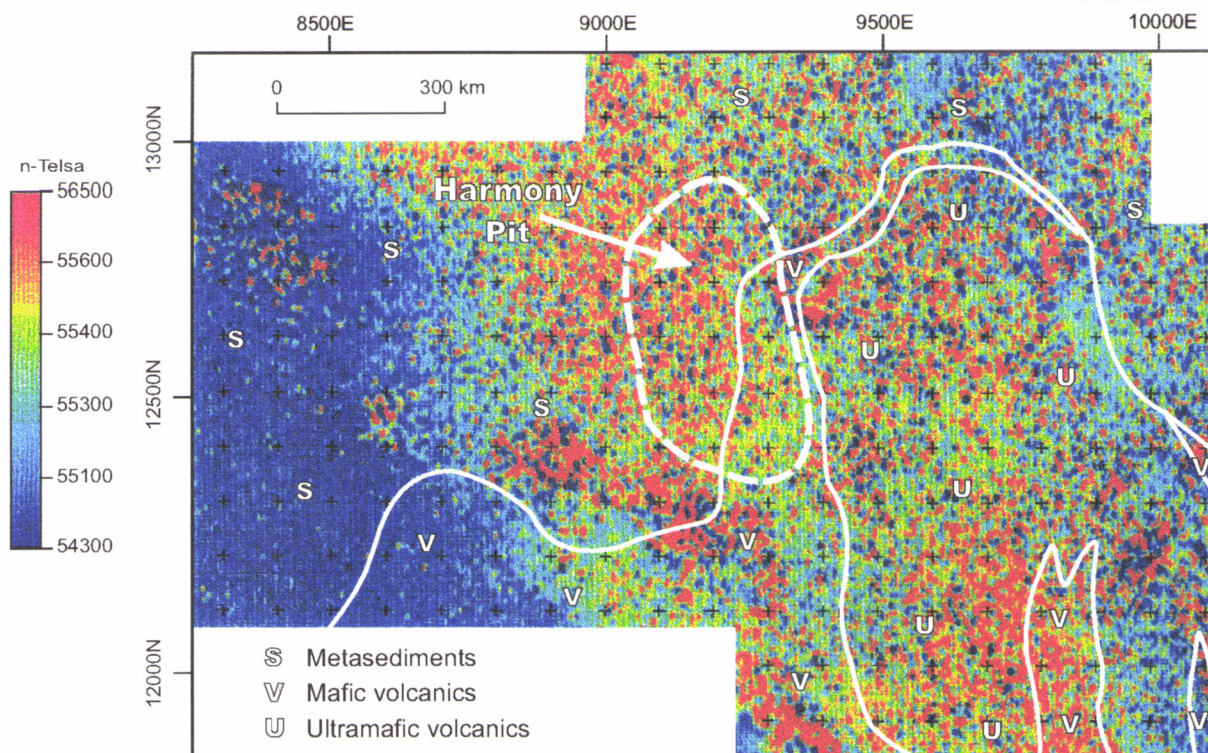 8500E 9000E 9500E 10000E
0 300 km
13000N
12500N
12000N
n-Telsa
56500
55600
55400
55300
55100
54300
Harmony
Pit
S S
S U S
S V
S U U
S
V
S U
V V
V
U V
V
U V V
S Metasediments
V Mafic volcanics
U Ultramafic volcanics